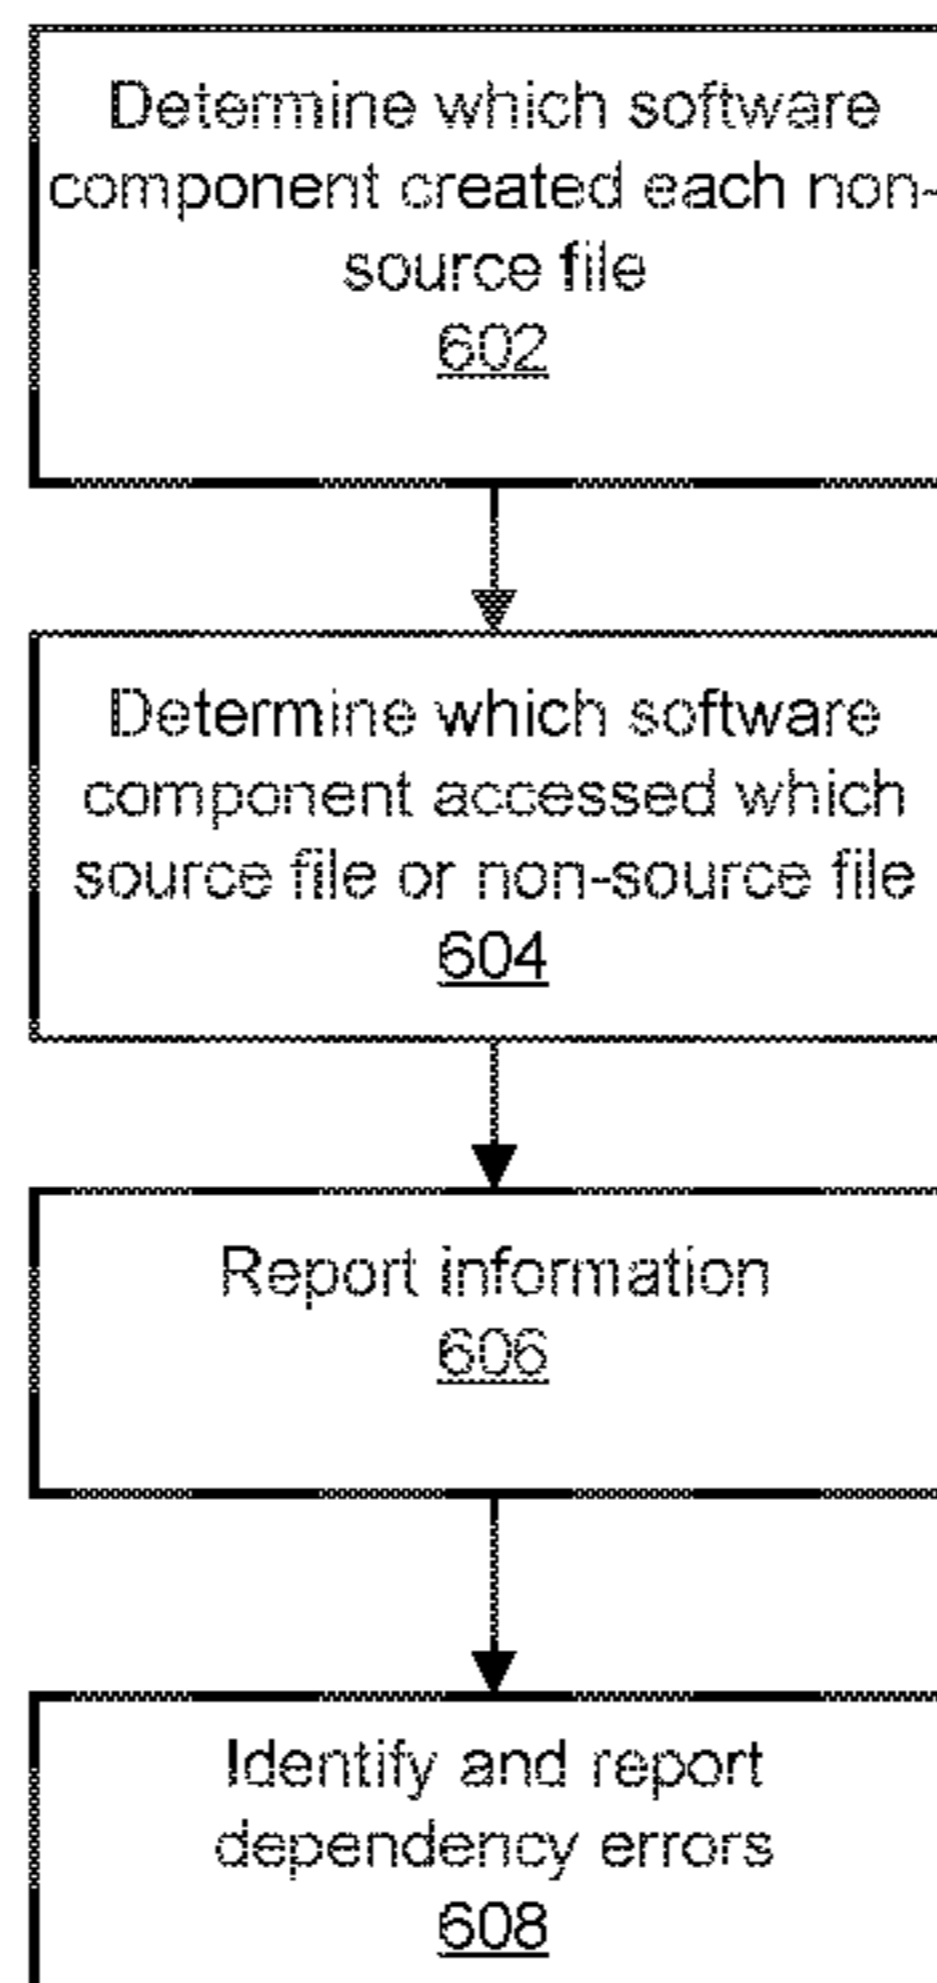 Determine which software
component created each non-
source file
602
Determine which software
component accessed which
source file or non-source file
604
Report information
606
Identify and report
dependency errors
608